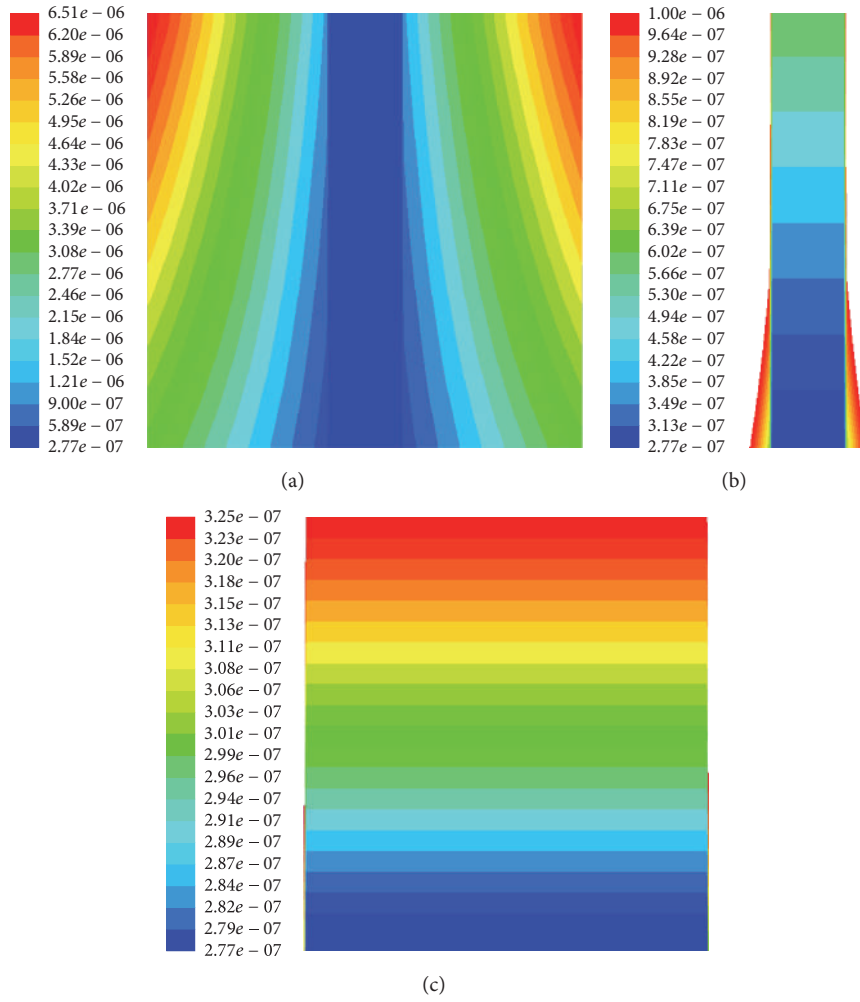 6.51e − 06
6.20e − 06
5.89e − 06
5.58e − 06
5.26e − 06
4.95e − 06
4.64e − 06
4.33e − 06
4.02e − 06
3.71e − 06
3.39e − 06
3.08e − 06
2.77e − 06
2.46e − 06
2.15e − 06
1.84e − 06
1.52e − 06
1.21e − 06
9.00e − 07
5.89e − 07
2.77e − 07
(a)
1.00e − 06
9.64e − 07
9.28e − 07
8.92e − 07
8.55e − 07
8.19e − 07
7.83e − 07
7.47e − 07
7.11e − 07
6.75e − 07
6.39e − 07
6.02e − 07
5.66e − 07
5.30e − 07
4.94e − 07
4.58e − 07
4.22e − 07
3.85e − 07
3.49e − 07
3.13e − 07
2.77e − 07
(b)
3.25e − 07
3.23e − 07
3.20e − 07
3.18e − 07
3.15e − 07
3.13e − 07
3.11e − 07
3.08e − 07
3.06e − 07
3.03e − 07
3.01e − 07
2.99e − 07
2.96e − 07
2.94e − 07
2.91e − 07
2.89e − 07
2.87e − 07
2.84e − 07
2.82e − 07
2.79e − 07
2.77e − 07
(c)